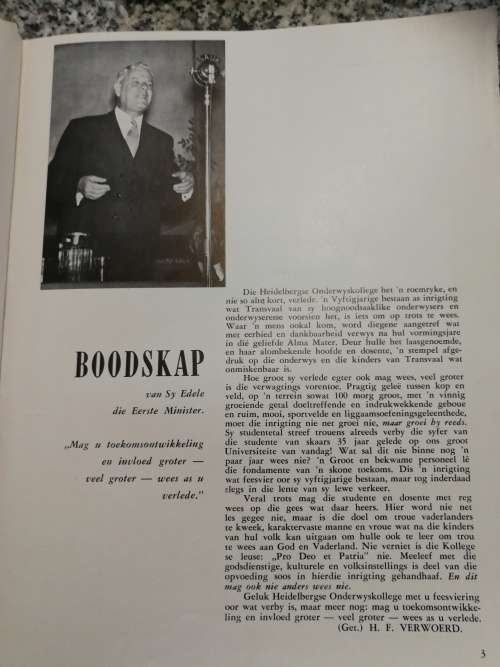 BOODSKAP
van Sy Edele
die Eerste Minister.
„Mag u toekomsontwikkeling
en invloed groter —
veel groter — wees as u
verlede.”
Die Heidelbergse Onderwyskollege het 'n roemryke, en
nie so alte kort, verlede. 'n Vyftigjarige bestaan as inrigting
wat Transvaal van sy hoognoodsaaklike onderwysers en
onderwyseresse voorsien het, is iets om op trots te wees.
Waar 'n mens ookal kom, word diegene aangetref wat
met eerbied en dankbaarheid verwys na hul vormingsjare
in dié geliefde Alma Mater. Deur hulle het laasgenoemde,
en haar alombekende hoofde en dosente, 'n stempel afge-
druk op die onderwys en die kinders van Transvaal wat
onmiskenbaar is.
Hoe groot sy verlede egter ook mag wees, veel groter
is die verwagtings vorentoe. Pragtig geleë tussen kop en
veld, op 'n terrein sowat 100 morg groot, met 'n vinnig
groeiende getal doeltreffende en indrukwekkende geboue
en ruim, mooi, sportvelde en liggaamsoefeningsgeleenthede,
moet die inrigting nie net groei nie, maar groei hy reeds.
Sy studental streef trouens alreeds verby die syfer van
die studente van skaars 35 jaar gelede op ons groot
Universiteite van vandag! Wat sal dit nie binne nog 'n
paar jaar wees nie? 'n Groot en bekwame personeel lê
die fondamente van 'n skone toekoms. Dis 'n inrigting
wat feesvier oor sy vyftigjarige bestaan, maar tog inderdaad
slegs in die lente van sy lewe verkeer.
Veral trots mag die studente en dosente met reg
wees op die gees wat daar heers. Hier word nie net
les gegee nie, maar is die doel om troue vaderlanders
te kweek, karaktervaste manne en vroue wat na die kinders
van hul volk kan uitgaan om hulle ook te leer om trou
te wees aan God en Vaderland. Nie verniet is die Kollege
se leuse: „Pro Deo et Patria” nie. Meeleef met die
godsdienstige, kulturele en volksinstellings is deel van die
opvoeding soos in hierdie inrigting gehandhaaf. En dit
mag ook nie anders wees nie.
Geluk Heidelbergse Onderwyskollege met u feesviering
oor wat verby is, maar meer nog: mag u toekomsontwikke-
ling en invloed groter — veel groter — wees as u verlede.
(Get.) H. F. VERWOERD.
3